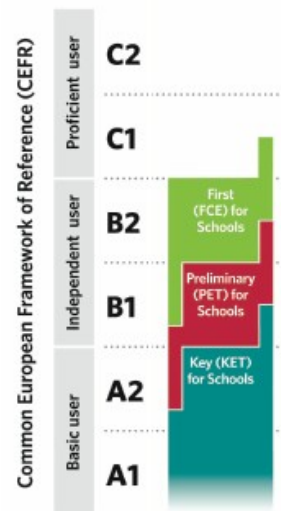 Common European Framework of Reference (CEFR)
Proficient user
Independent user
Basic user
C2
C1
B2
B1
A2
A1
First
(FCE) for
Schools
Preliminary
(PET) for
Schools
Key (KET)
for Schools